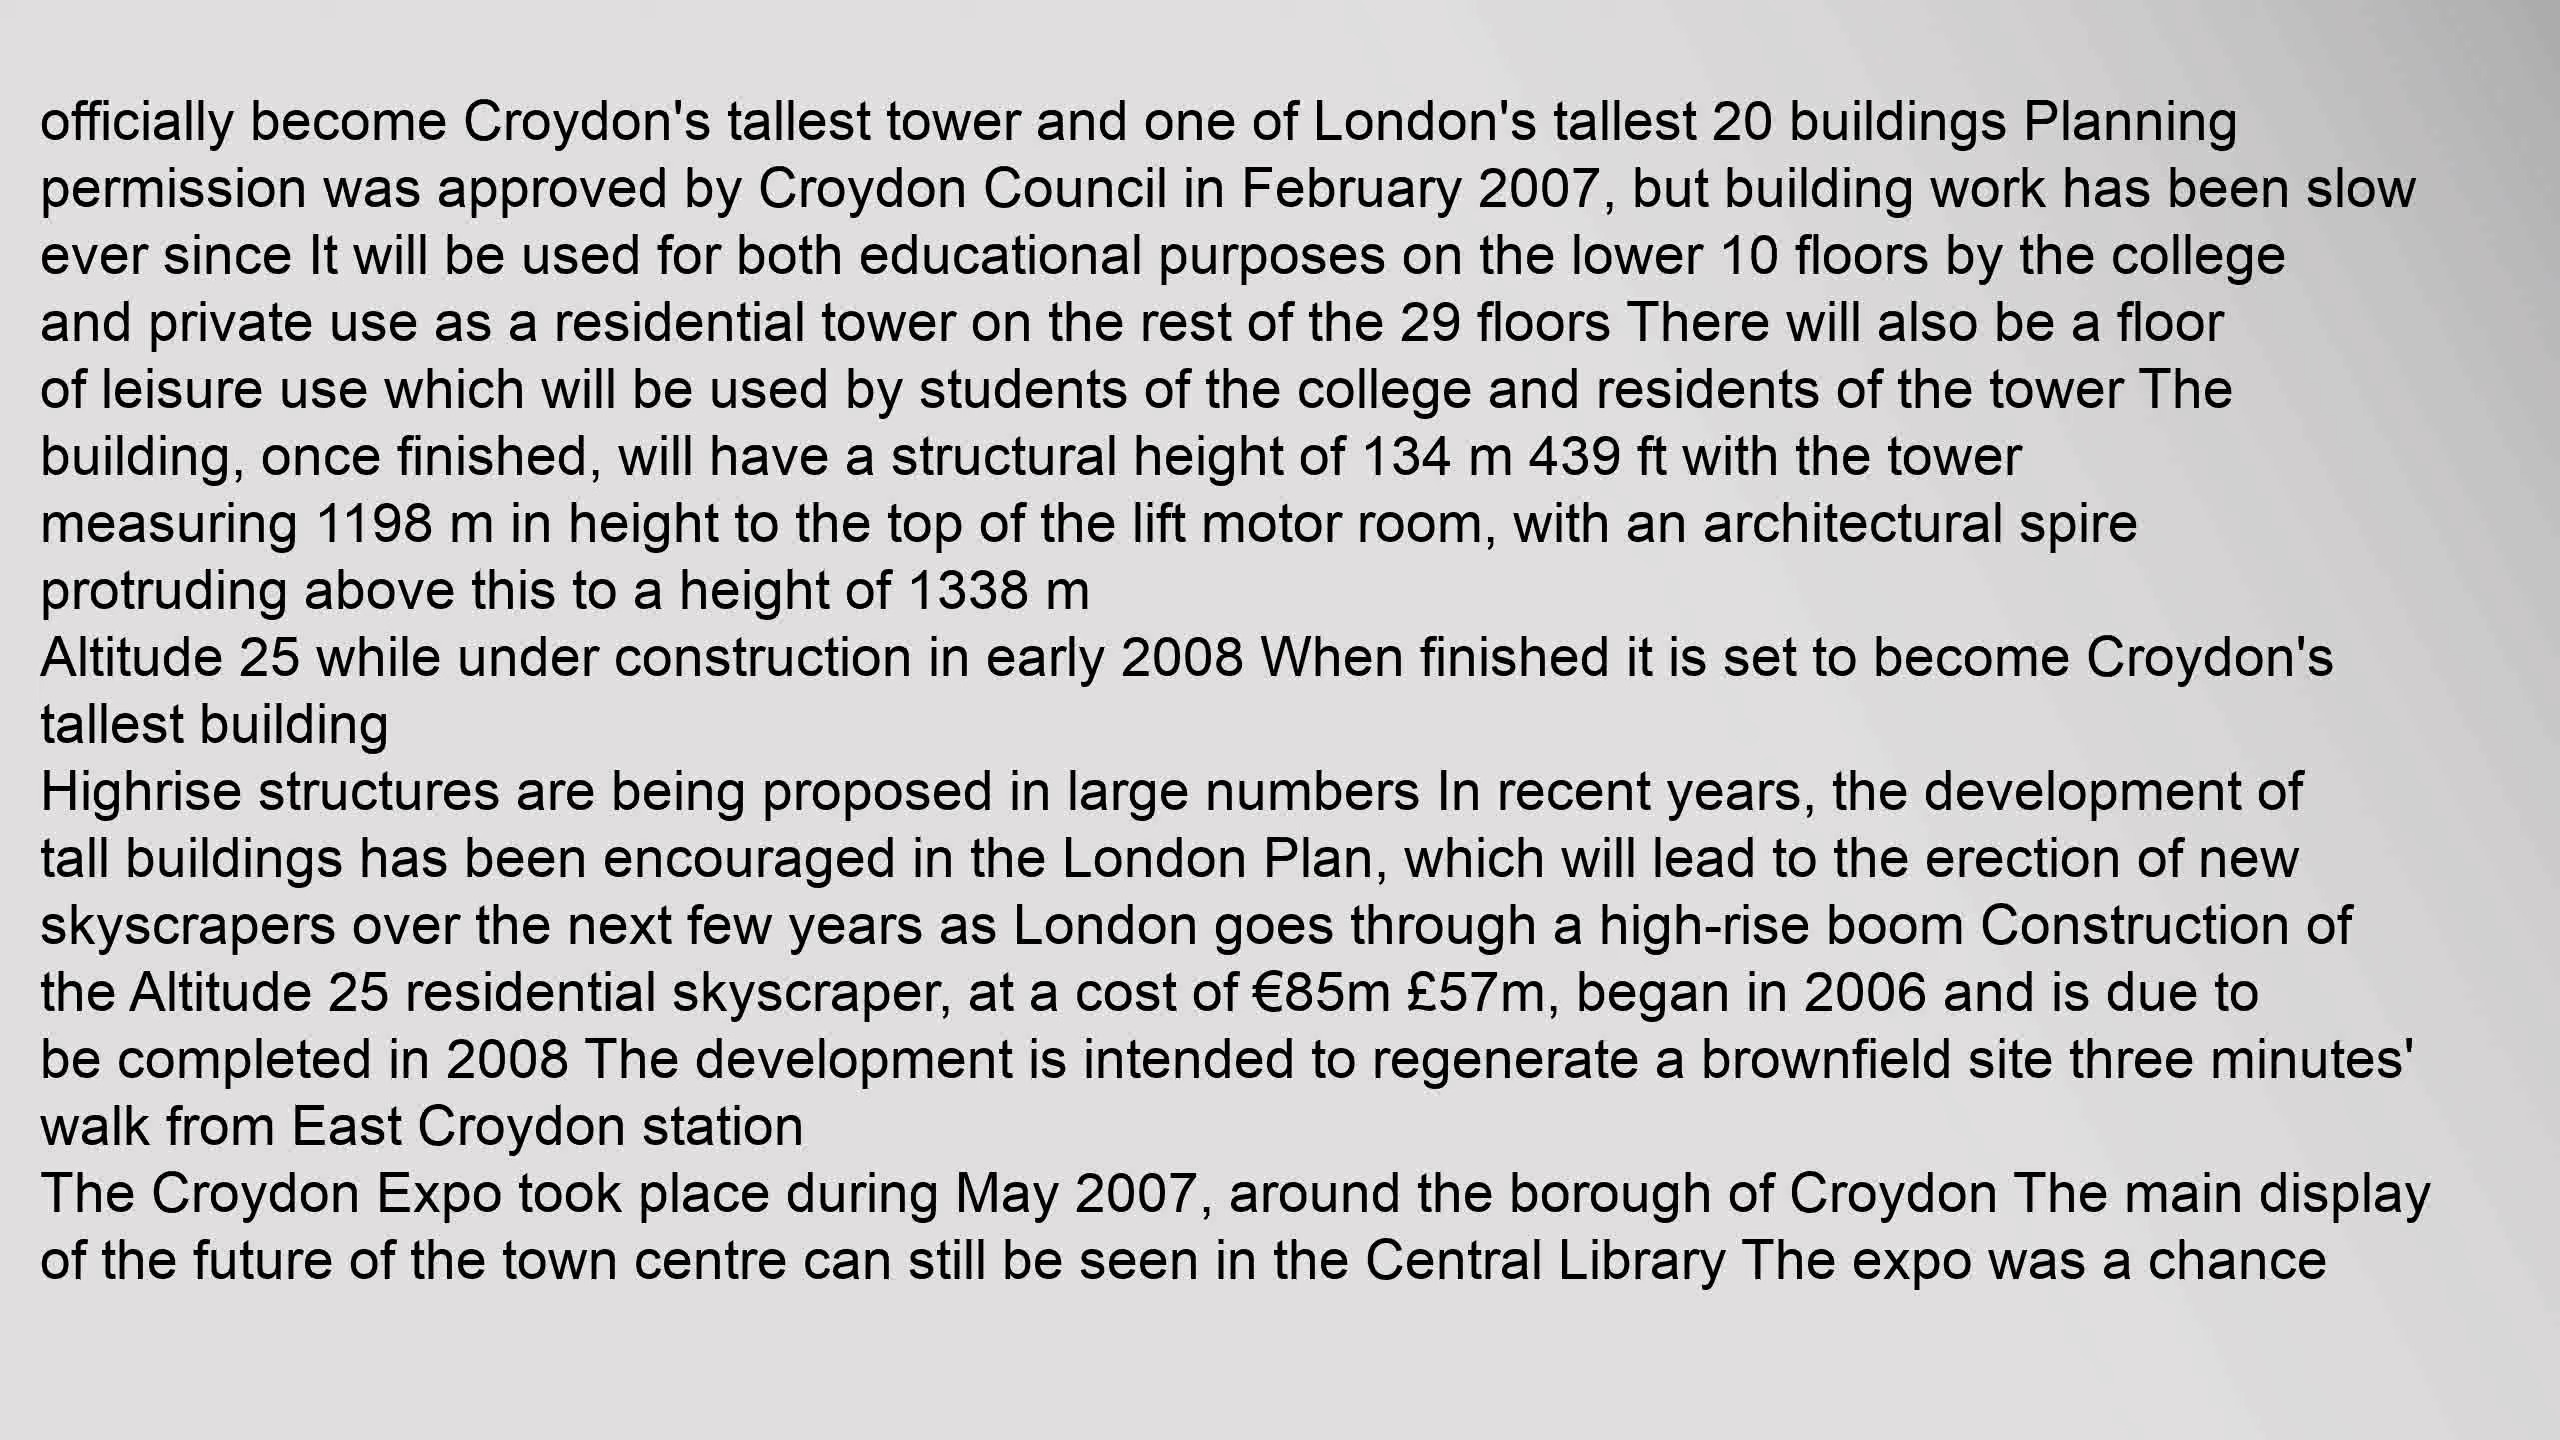 officially become Croydon's tallest tower and one of London's tallest 20 buildings Planning
permission was approved by Croydon Council in February 2007, but building work has been slow
ever since It will be used for both educational purposes on the lower 10 floors by the college
and private use as a residential tower on the rest of the 29 floors There will also be a floor
of leisure use which will be used by students of the college and residents of the tower The
building, once finished, will have a structural height of 134 m 439 ft with the tower
measuring 1198 m in height to the top of the lift motor room, with an architectural spire
protruding above this to a height of 1338 m
Altitude 25 while under construction in early 2008 When finished it is set to become Croydon's
tallest building
Highrise structures are being proposed in large numbers In recent years, the development of
tall buildings has been encouraged in the London Plan, which will lead to the erection of new
skyscrapers over the next few years as London goes through a high-rise boom Construction of
the Altitude 25 residential skyscraper, at a cost of €85m £57m, began in 2006 and is due to
be completed in 2008 The development is intended to regenerate a brownfield site three minutes'
walk from East Croydon station
The Croydon Expo took place during May 2007, around the borough of Croydon The main display
of the future of the town centre can still be seen in the Central Library The expo was a chance